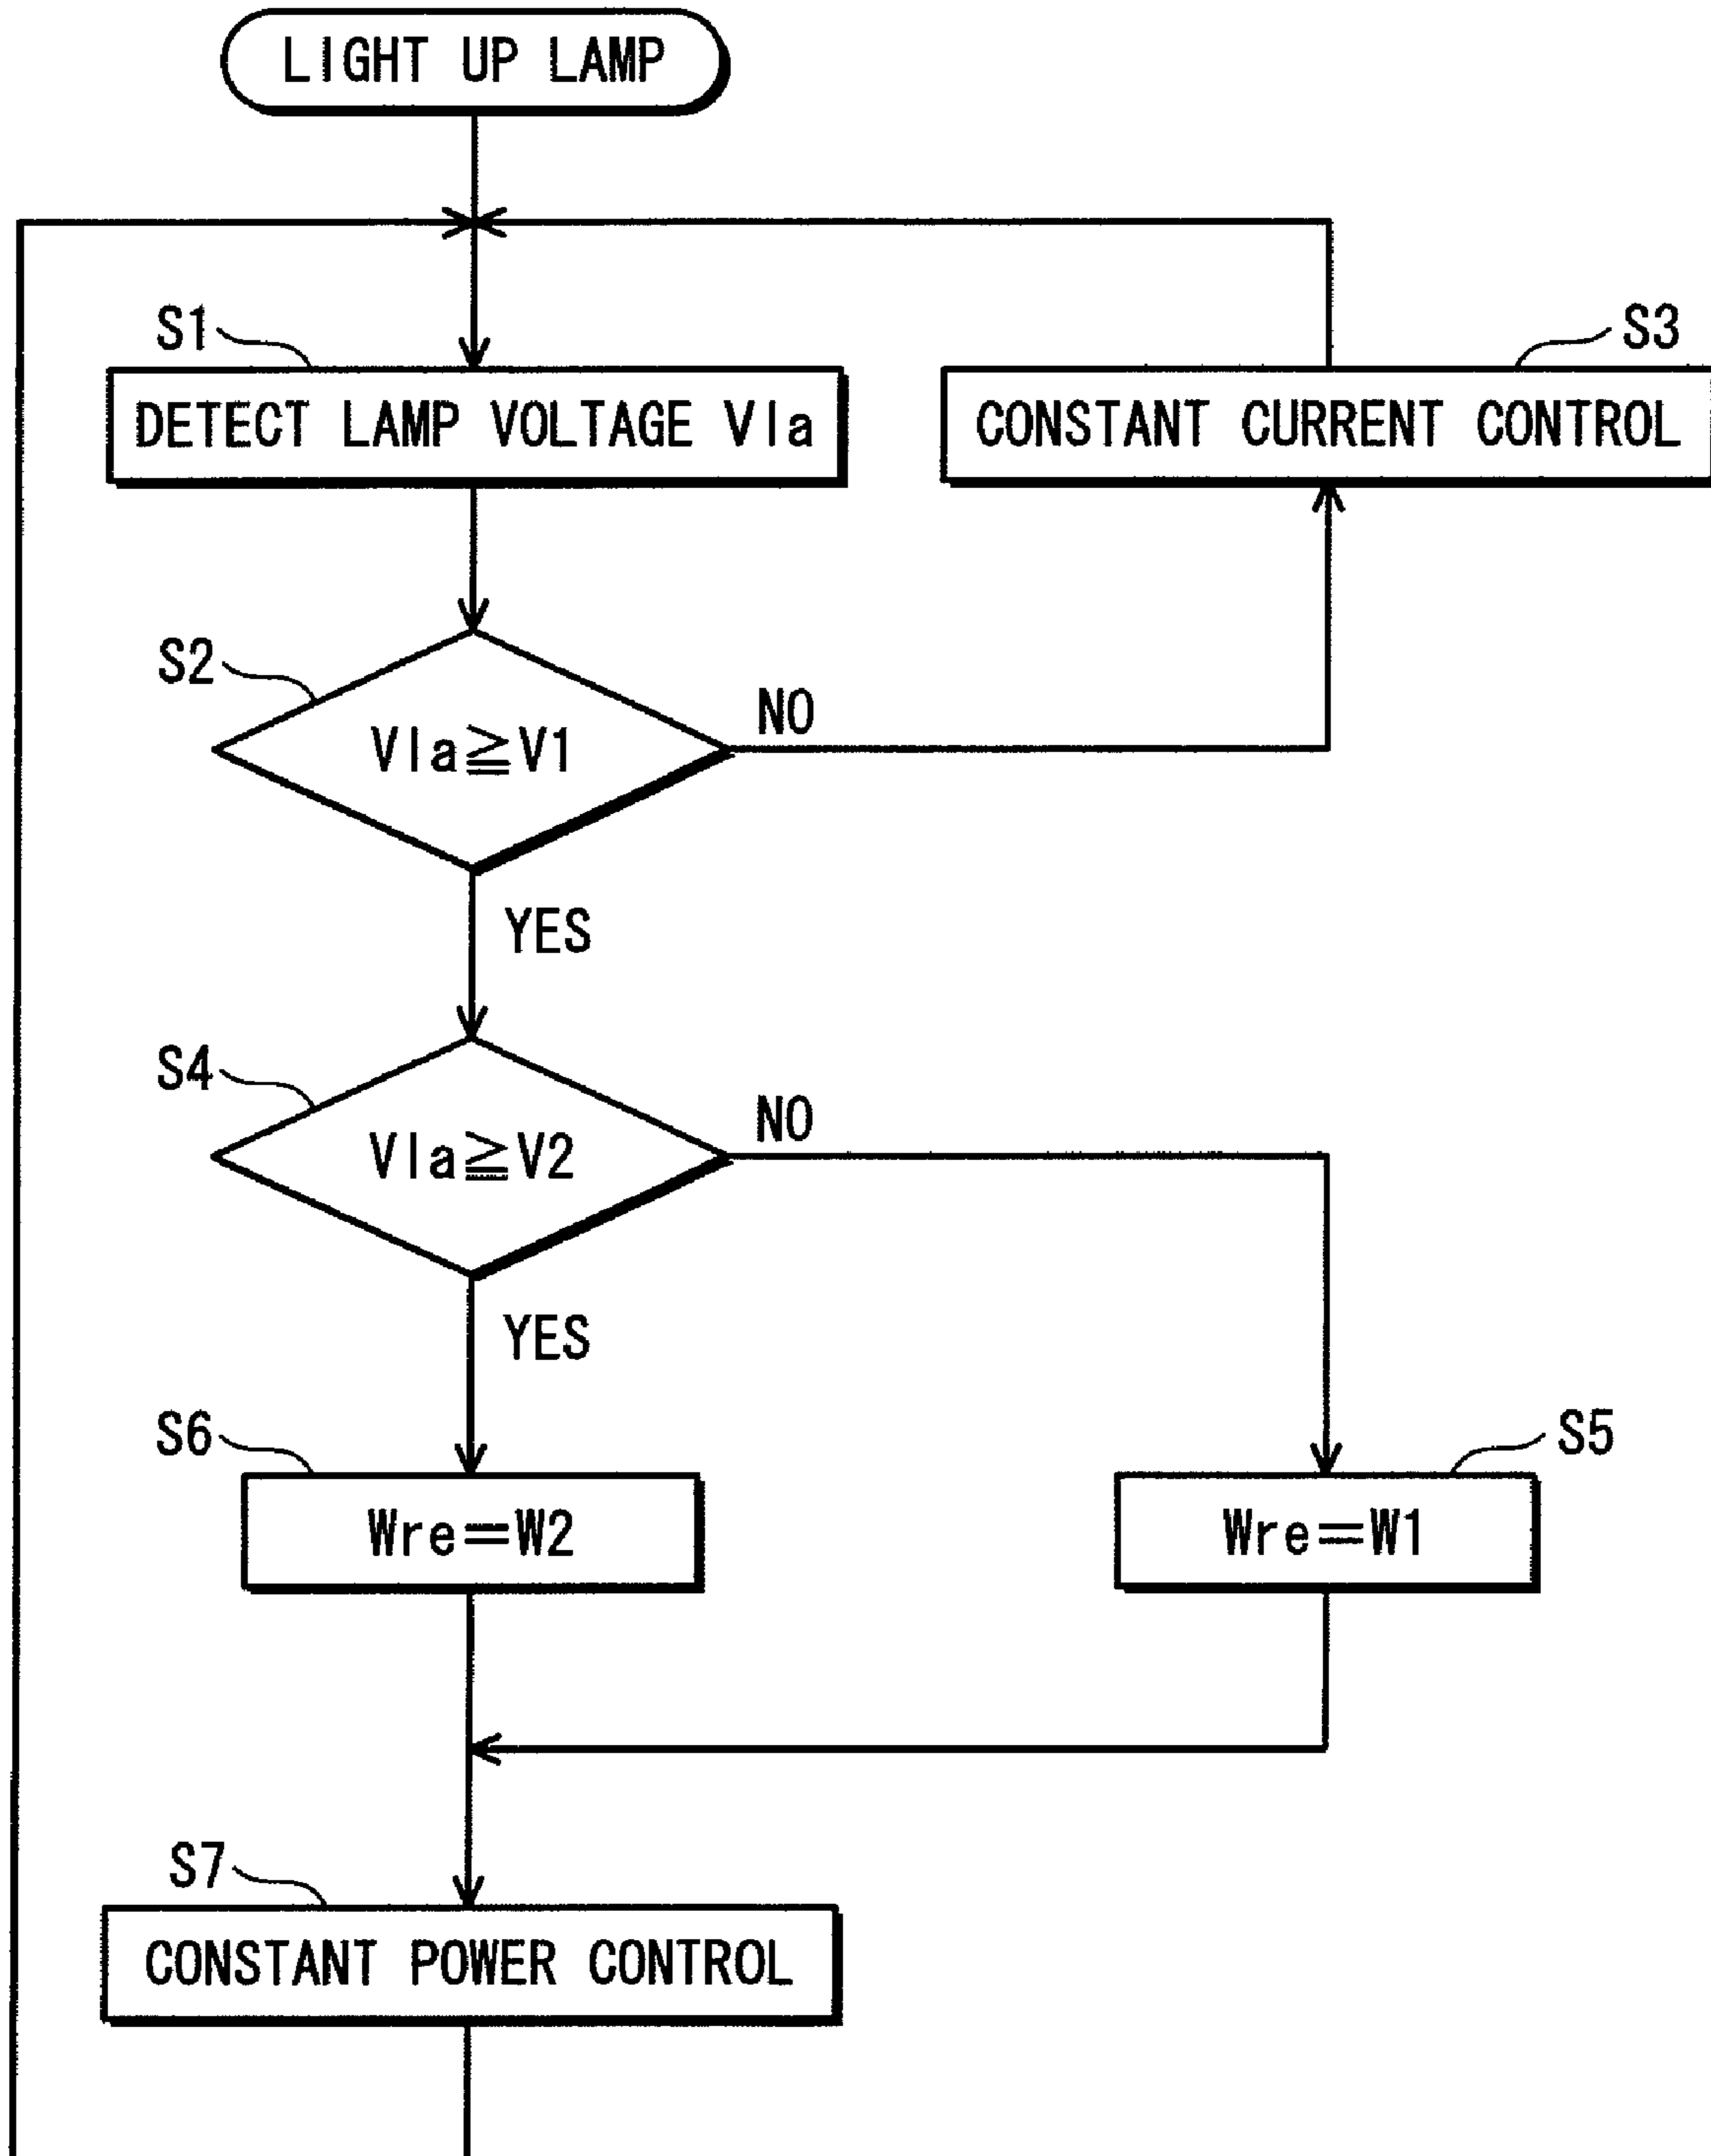 LIGHT UP LAMP
S1
S3
DETECT LAMP VOLTAGE Vla
CONSTANT CURRENT CONTROL
S2
NO
Vla≧V1
YES
S4
NO
Vla≧V2
YES
S6
S5
Wre=W2
Wre=W1
S7
CONSTANT POWER CONTROL